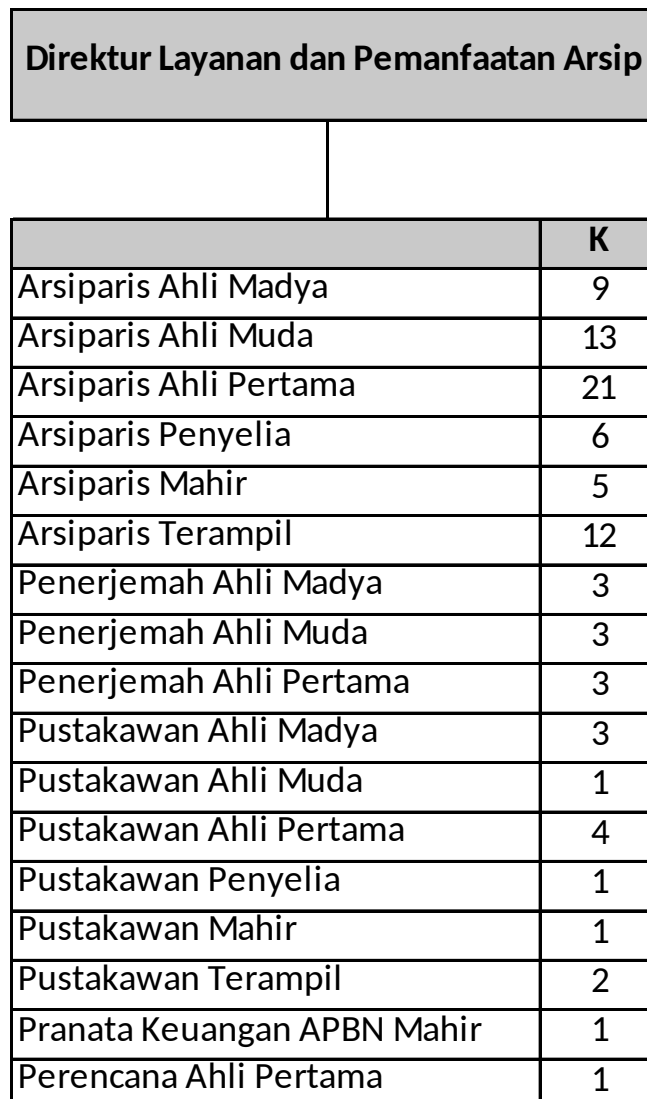 Direktur Layanan dan Pemanfaatan Arsip
K
Arsiparis Ahli Madya 9
Arsiparis Ahli Muda 13
Arsiparis Ahli Pertama 21
Arsiparis Penyelia 6
Arsiparis Mahir 5
Arsiparis Terampil 12
Penerjemah Ahli Madya 3
Penerjemah Ahli Muda 3
Penerjemah Ahli Pertama 3
Pustakawan Ahli Madya 3
Pustakawan Ahli Muda 1
Pustakawan Ahli Pertama 4
Pustakawan Penyelia 1
Pustakawan Mahir 1
Pustakawan Terampil 2
Pranata Keuangan APBN Mahir 1
Perencana Ahli Pertama 1